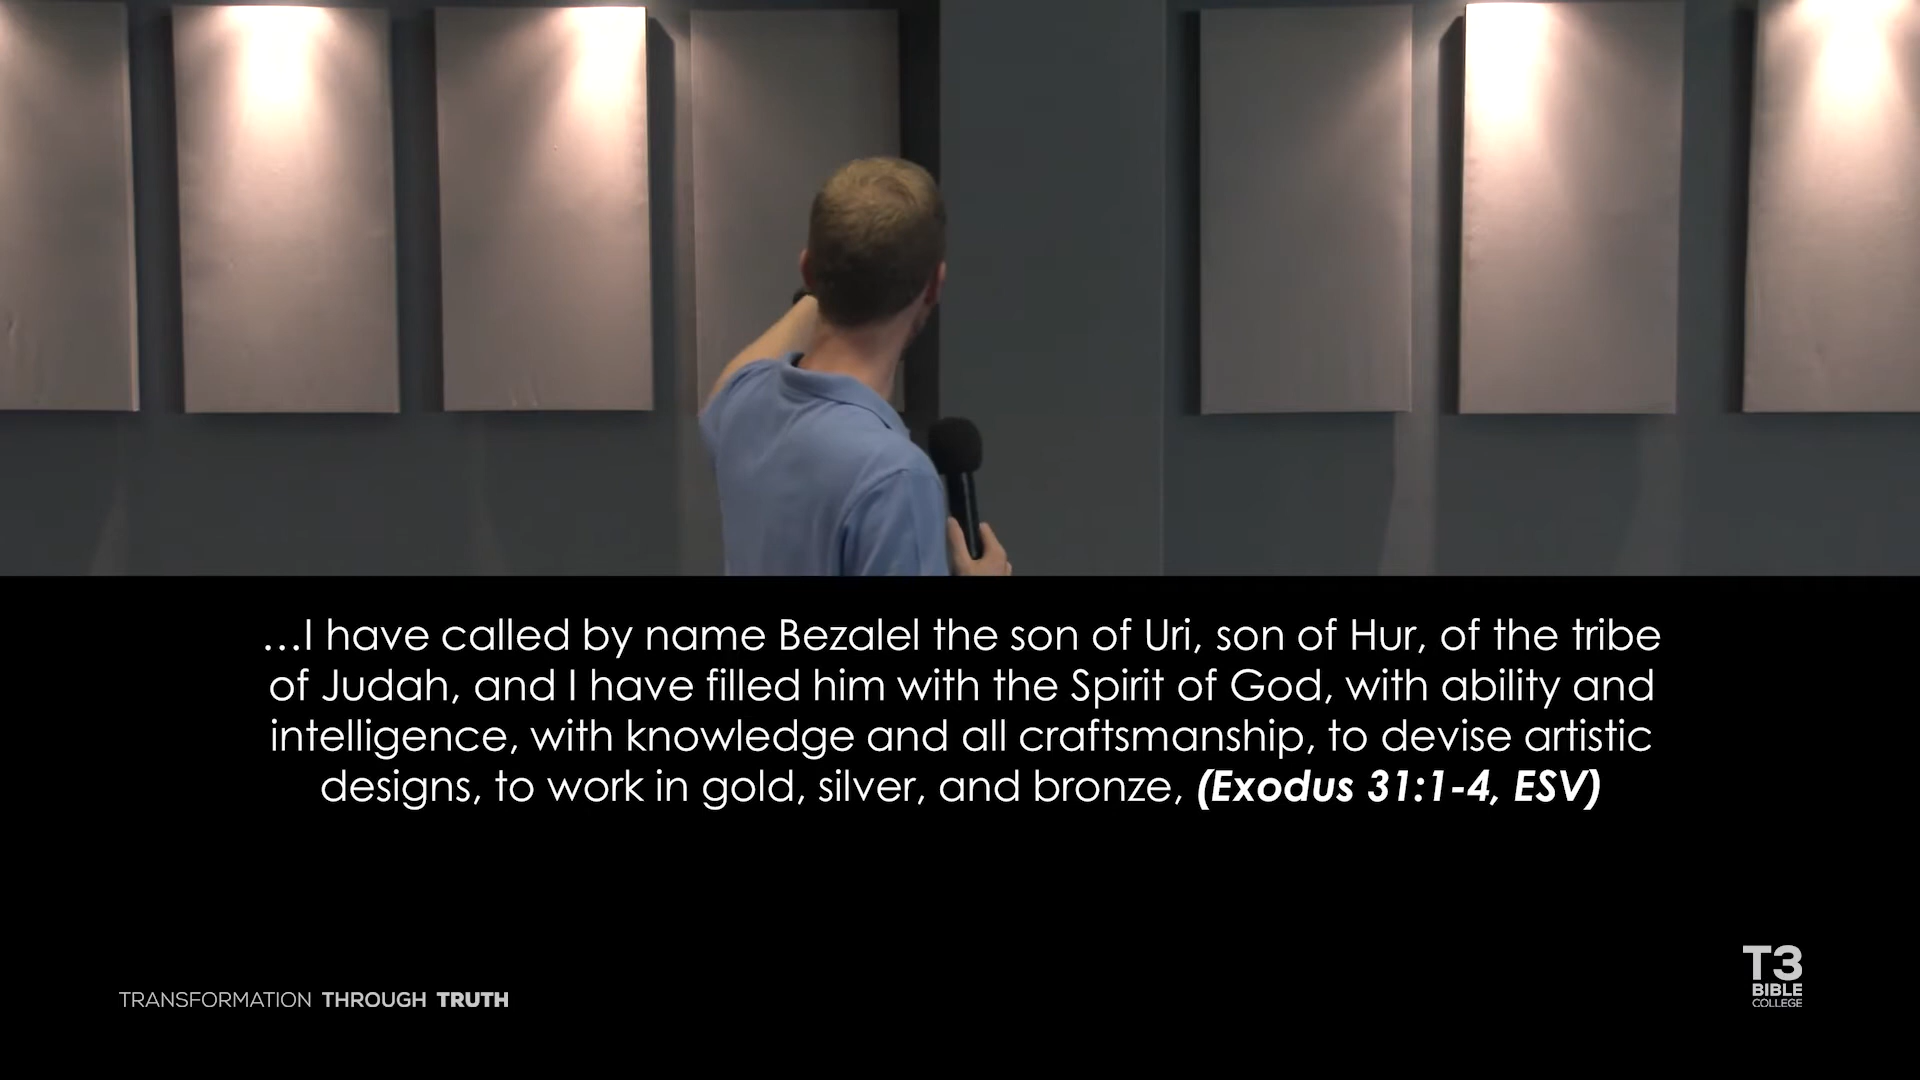 …I have called by name Bezalel the son of Uri, son of Hur, of the tribe
of Judah, and I have filled him with the Spirit of God, with ability and
intelligence, with knowledge and all craftsmanship, to devise artistic
designs, to work in gold, silver, and bronze, (Exodus 31:1-4, ESV)
TRANSFORMATION THROUGH TRUTH
T3
BIBLE
COLLEGE